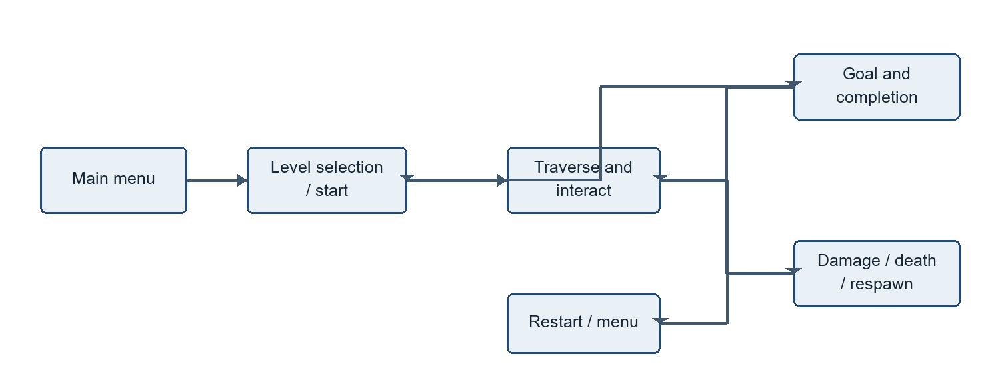 Goal and
completion
Main menu
Level selection
/ start
Traverse and
interact
Damage / death
/ respawn
Restart / menu